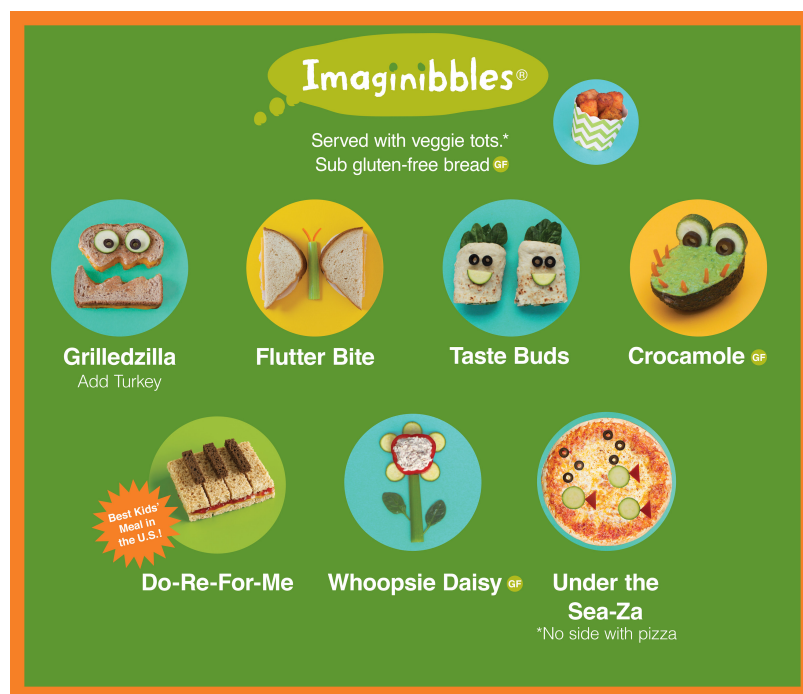 Imaginibbles®
Served with veggie tots.*
Sub gluten-free bread GF
Grilledzilla
Add Turkey
Flutter Bite
Taste Buds
Crocamole GF
Best Kids'
Meal in
the U.S.!
Do-Re-For-Me
Whoopsie Daisy GF
Under the
Sea-Za
*No side with pizza